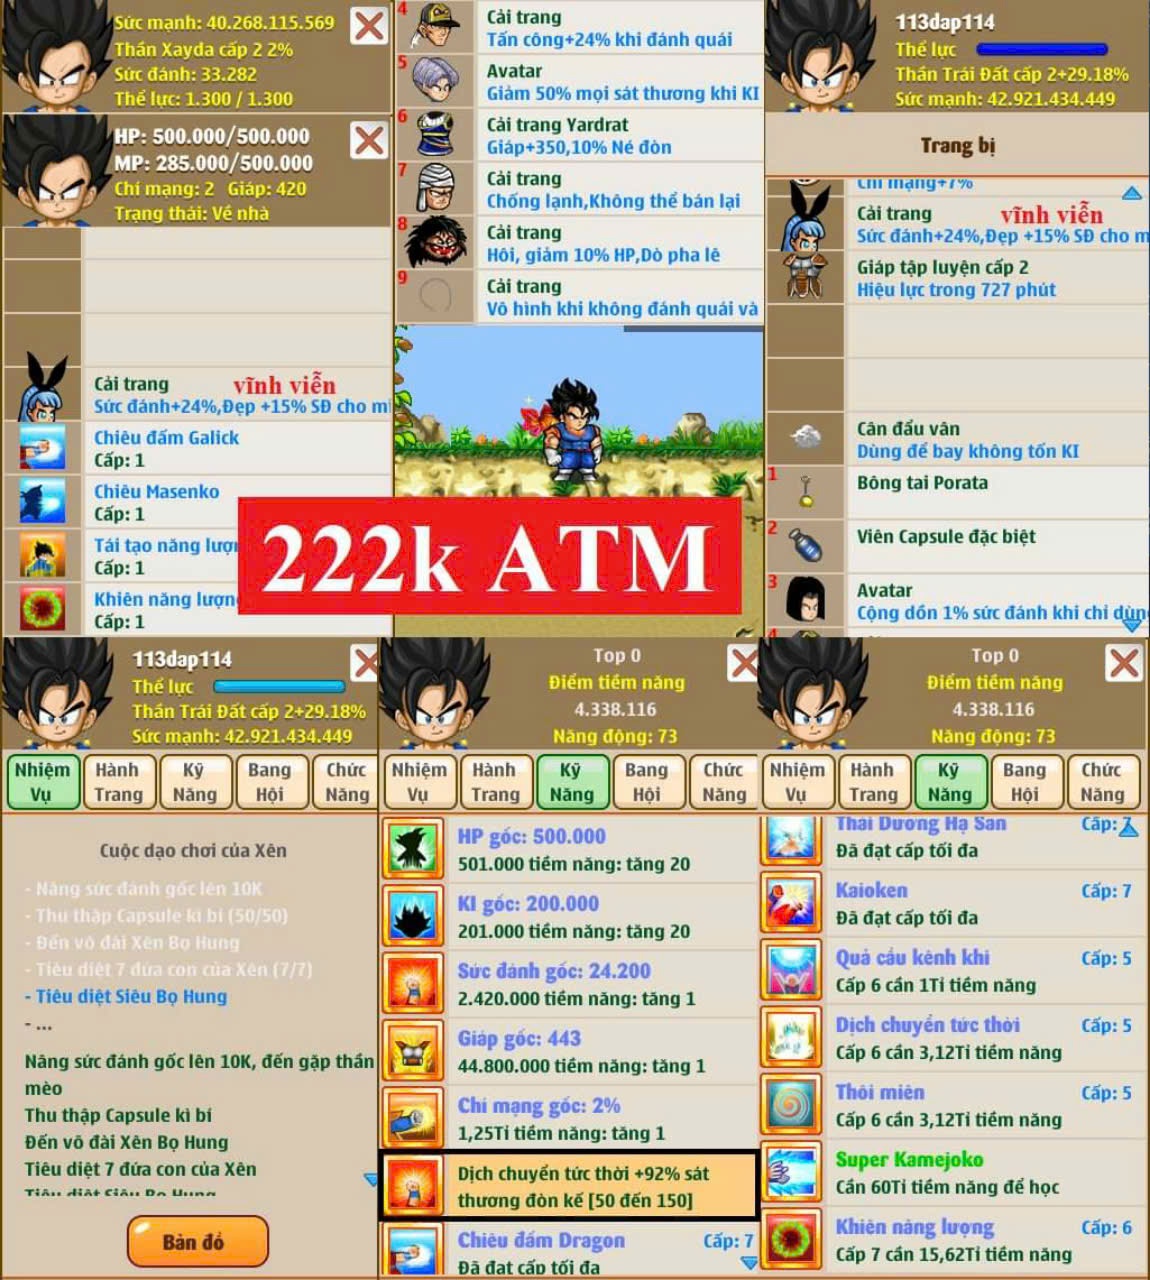 Sức mạnh: 40.268.115.569
Thần Xayda cấp 2 2%
Sức đánh: 33.282
Thể lực: 1.300 / 1.300
HP: 500.000/500.000
MP: 285.000/500.000
Chí mạng: 2 Giáp: 420
Trạng thái: Về nhà
Cải trang vĩnh viễn
Sức đánh+24%,Đẹp +15% SĐ cho mì
Chiêu đấm Galick
Cấp: 1
Chiêu Masenko
Cấp: 1
Tái tạo năng lượn
Cấp: 1
Khiên năng lượn
Cấp: 1
4
Cải trang
Tấn công+24% khi đánh quái
5
Avatar
Giảm 50% mọi sát thương khi KI
6
Cải trang Yardrat
Giáp+350,10% Né đòn
7
Cải trang
Chống lạnh,Không thể bán lại
8
Cải trang
Hôi, giảm 10% HP,Dò pha lê
9
Cải trang
Vô hình khi không đánh quái và
222k ATM
113dap114
Thể lực
Thần Trái Đất cấp 2+29.18%
Sức mạnh: 42.921.434.449
Trang bị
Chí mạng+7%
Cải trang vĩnh viễn
Sức đánh+24%,Đẹp +15% SĐ cho m
Giáp tập luyện cấp 2
Hiệu lực trong 727 phút
Cân đẩu vân
Dùng để bay không tốn KI
1
Bông tai Porata
2
Viên Capsule đặc biệt
3
Avatar
Cộng dồn 1% sức đánh khi chỉ dùng
4
113dap114
Thể lực
Thần Trái Đất cấp 2+29.18%
Sức mạnh: 42.921.434.449
Nhiệm Vụ
Hành Trang
Kỹ Năng
Bang Hội
Chức Năng
Cuộc dạo chơi của Xên
- Nâng sức đánh gốc lên 10K
- Thu thập Capsule kì bí (50/50)
- Đến võ đài Xên Bọ Hung
- Tiêu diệt 7 đứa con của Xên (7/7)
- Tiêu diệt Siêu Bọ Hung
- ...
Nâng sức đánh gốc lên 10K, đến gặp thần
mèo
Thu thập Capsule kì bí
Đến võ đài Xên Bọ Hung
Tiêu diệt 7 đứa con của Xên
Tiêu diệt Siêu Bọ Hung
Bản đồ
Top 0
Điểm tiềm năng
4.338.116
Năng động: 73
Nhiệm Vụ
Hành Trang
Kỹ Năng
Bang Hội
Chức Năng
HP gốc: 500.000
501.000 tiềm năng: tăng 20
KI gốc: 200.000
201.000 tiềm năng: tăng 20
Sức đánh gốc: 24.200
2.420.000 tiềm năng: tăng 1
Giáp gốc: 443
44.800.000 tiềm năng: tăng 1
Chí mạng gốc: 2%
1,25Tỉ tiềm năng: tăng 1
Dịch chuyển tức thời +92% sát
thương đòn kế [50 đến 150]
Chiêu đấm Dragon Cấp: 7
Đã đạt cấp tối đa
Top 0
Điểm tiềm năng
4.338.116
Năng động: 73
Nhiệm Vụ
Hành Trang
Kỹ Năng
Bang Hội
Chức Năng
Thái Dương Hạ San Cấp: 7
Đã đạt cấp tối đa
Kaioken Cấp: 7
Đã đạt cấp tối đa
Quả cầu kênh khi Cấp: 5
Cấp 6 cần 1Tỉ tiềm năng
Dịch chuyển tức thời Cấp: 5
Cấp 6 cần 3,12Tỉ tiềm năng
Thôi miên Cấp: 5
Cấp 6 cần 3,12Tỉ tiềm năng
Super Kamejoko
Cần 60Tỉ tiềm năng để học
Khiên năng lượng Cấp: 6
Cấp 7 cần 15,62Tỉ tiềm năng